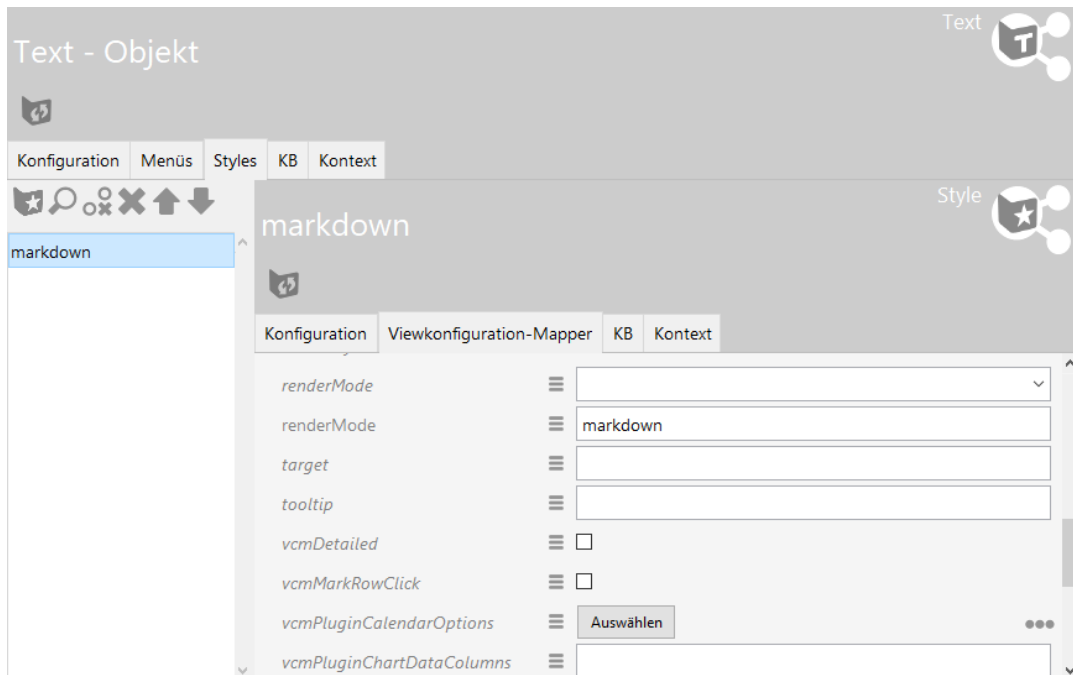 Text
Text - Objekt
Konfiguration Menüs Styles KB Kontext
Style
markdown
markdown
Konfiguration Viewkonfiguration-Mapper KB Kontext
renderMode
renderMode markdown
target
tooltip
vcmDetailed
vcmMarkRowClick
vcmPluginCalendarOptions Auswählen
vcmPluginChartDataColumns